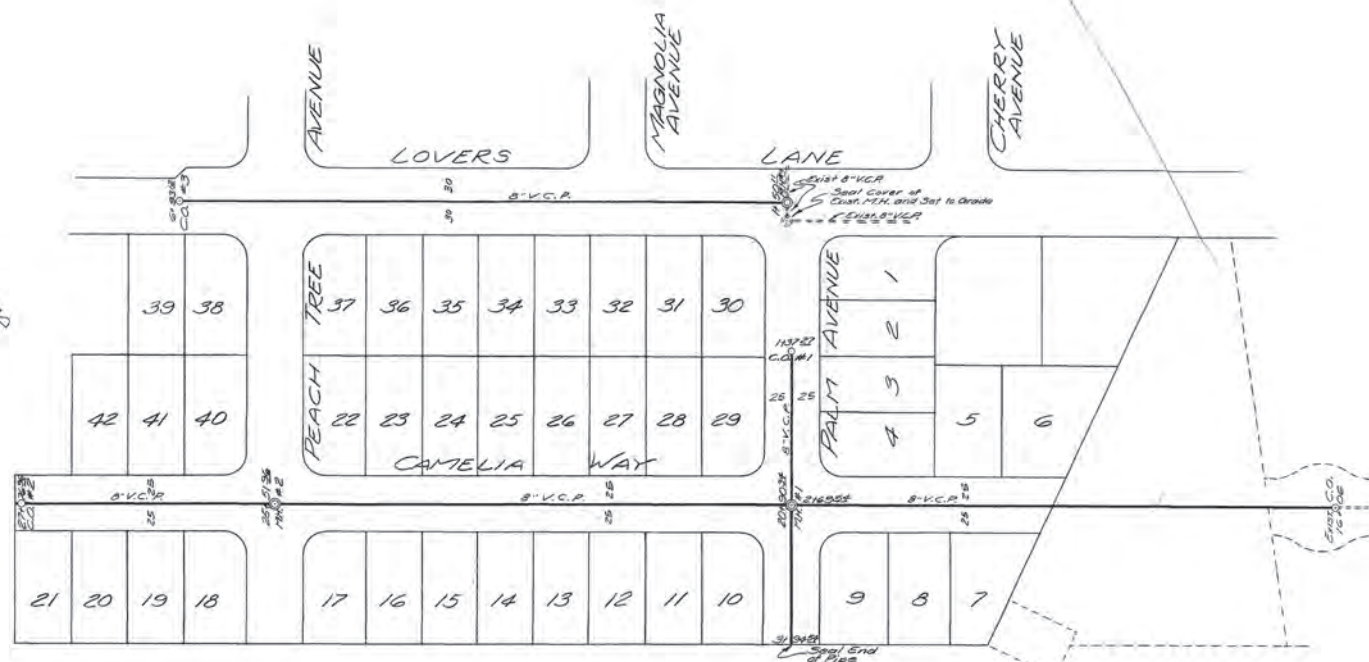 AVENUE
MAGNOLIA
AVENUE
CHERRY
AVENUE
LOVERS
LANE
C.O. #3
30
30
8"V.C.P.
Exist 8"V.C.P.
Seal Cover of
Exist. M.H. and Set to Grade
Exist. 8"V.C.P.
39
38
PEACH TREE
37
36
35
34
33
32
31
30
PALM AVENUE
1
2
3
4
C.O. #1
25
25
8"V.C.P.
42
41
40
22
23
24
25
26
27
28
29
5
6
CAMELIA WAY
C.O. #2
8"V.C.P.
25
25
M.H. #2
8"V.C.P.
25
25
M.H. #1
8"V.C.P.
25
25
Exist. C.O.
21
20
19
18
17
16
15
14
13
12
11
10
9
8
7
Seal End
of Pipe